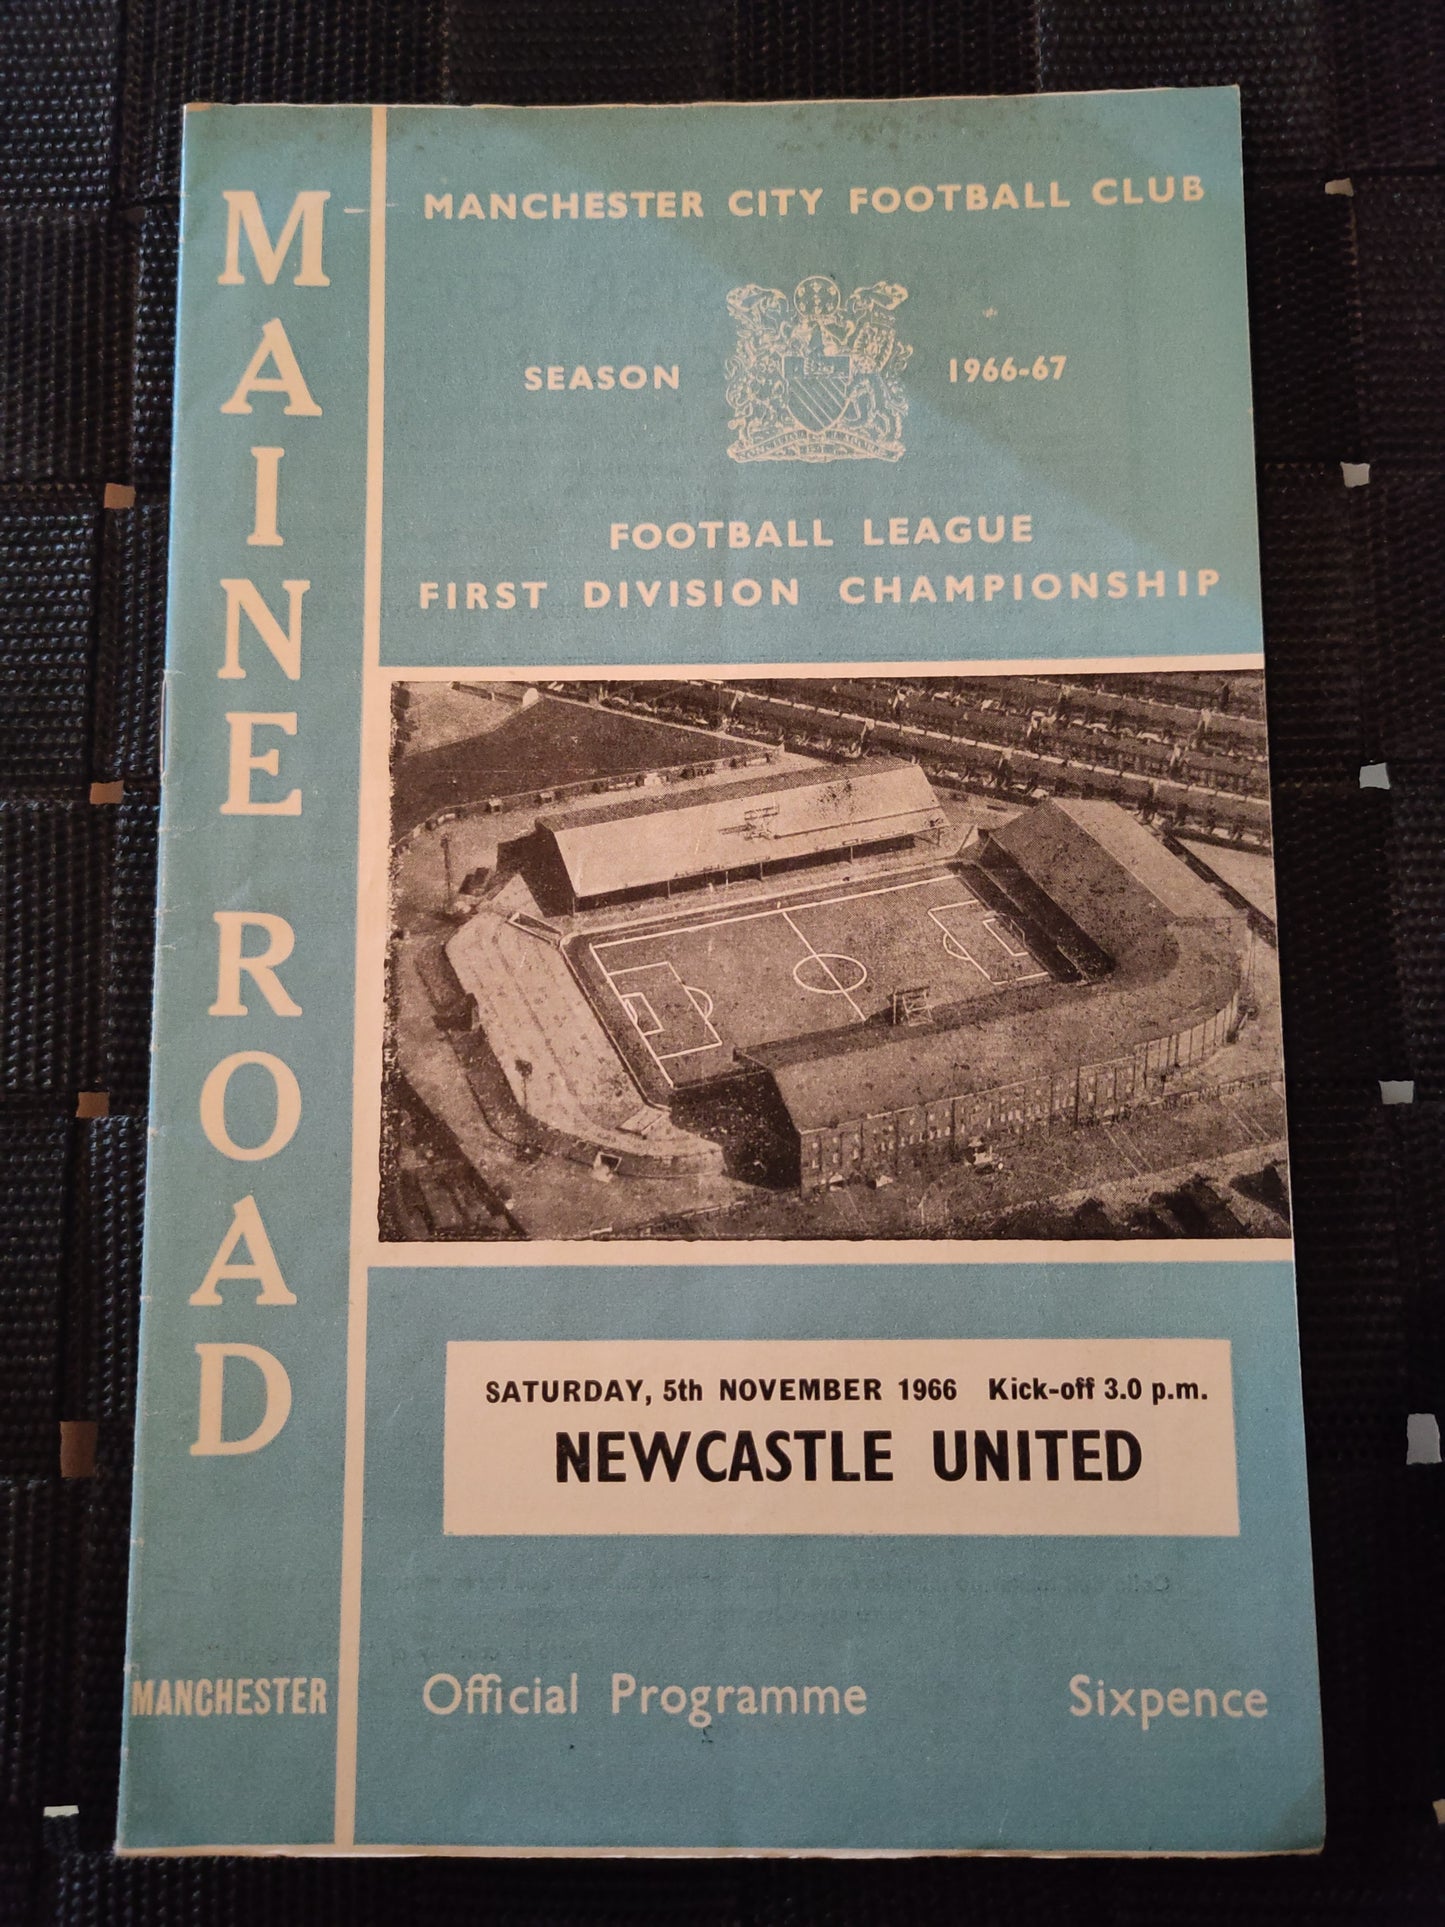 MAINE ROAD
MANCHESTER
MANCHESTER CITY FOOTBALL CLUB
SEASON 1966-67
FOOTBALL LEAGUE
FIRST DIVISION CHAMPIONSHIP
SATURDAY, 5th NOVEMBER 1966 Kick-off 3.0 p.m.
NEWCASTLE UNITED
Official Programme Sixpence